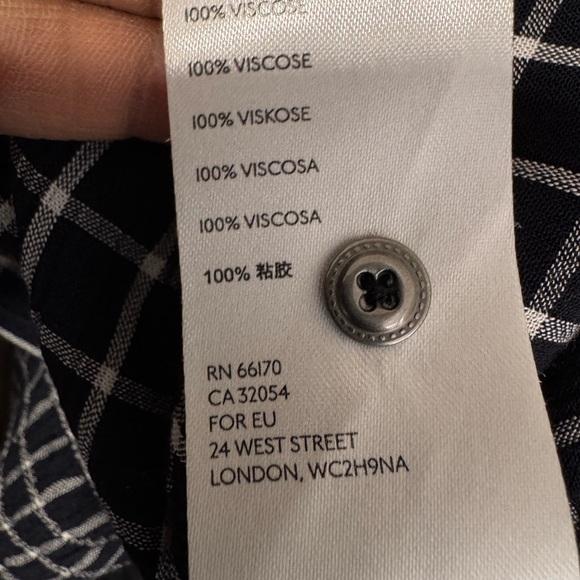 100% VISCOSE
100% VISCOSE
100% VISKOSE
100% VISCOSA
100% VISCOSA
100% 粘胶
RN 66170
CA 32054
FOR EU
24 WEST STREET
LONDON, WC2H9NA